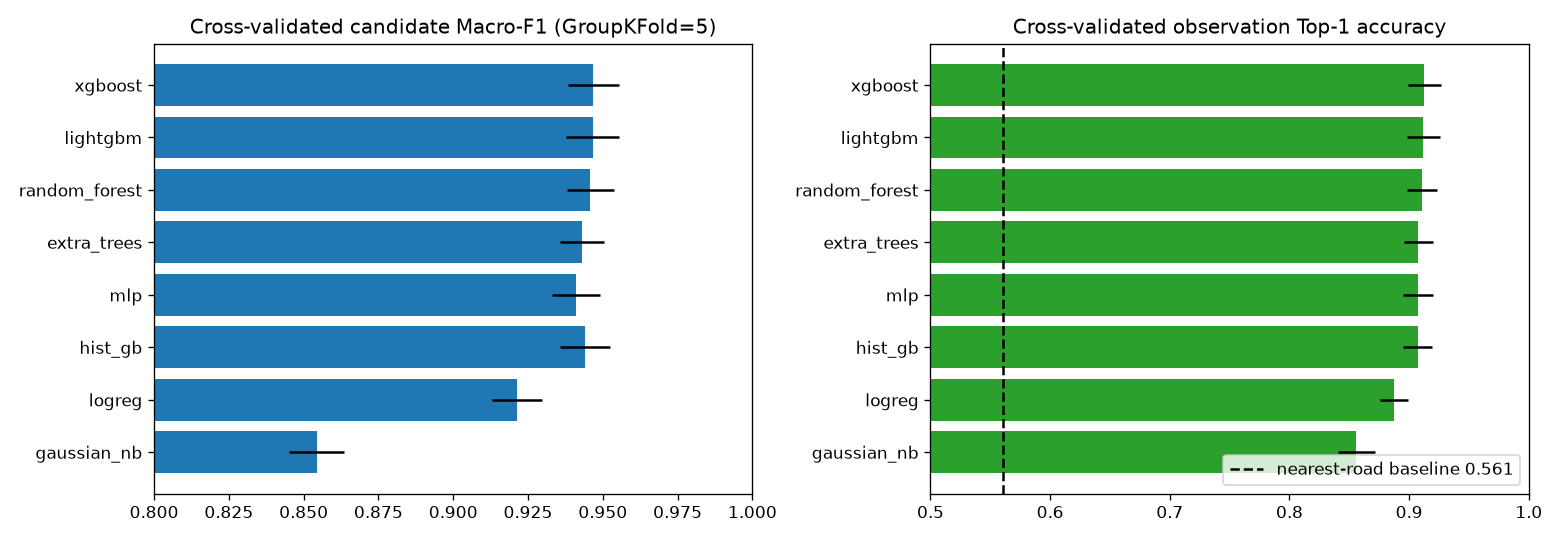 Cross-validated candidate Macro-F1 (GroupKFold=5)
xgboost
lightgbm
random_forest
extra_trees
mlp
hist_gb
logreg
gaussian_nb
0.800 0.825 0.850 0.875 0.900 0.925 0.950 0.975 1.000
Cross-validated observation Top-1 accuracy
xgboost
lightgbm
random_forest
extra_trees
mlp
hist_gb
logreg
gaussian_nb
nearest-road baseline 0.561
0.5 0.6 0.7 0.8 0.9 1.0